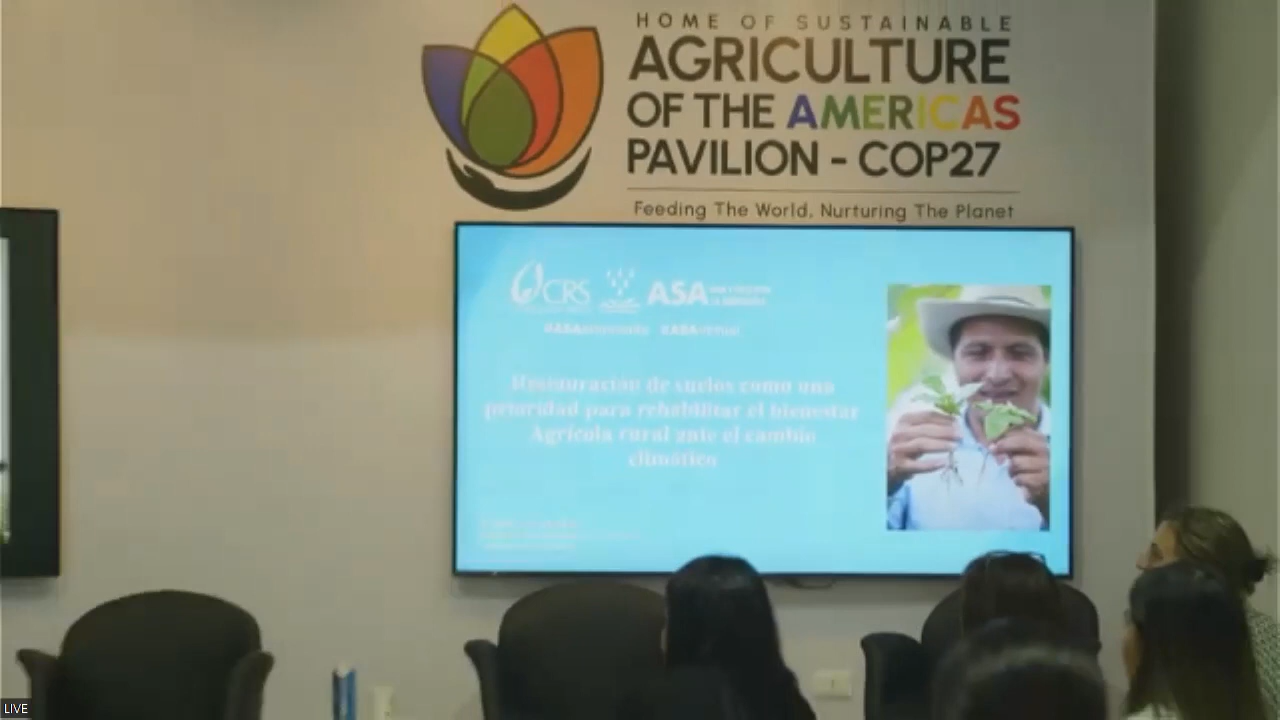 HOME OF SUSTAINABLE
AGRICULTURE
OF THE AMERICAS
PAVILION - COP27
Feeding The World, Nurturing The Planet
CRS
ASA
Restauración de suelos como una
prioridad para rehabilitar el bienestar
Agrícola rural ante el cambio
climático
LIVE